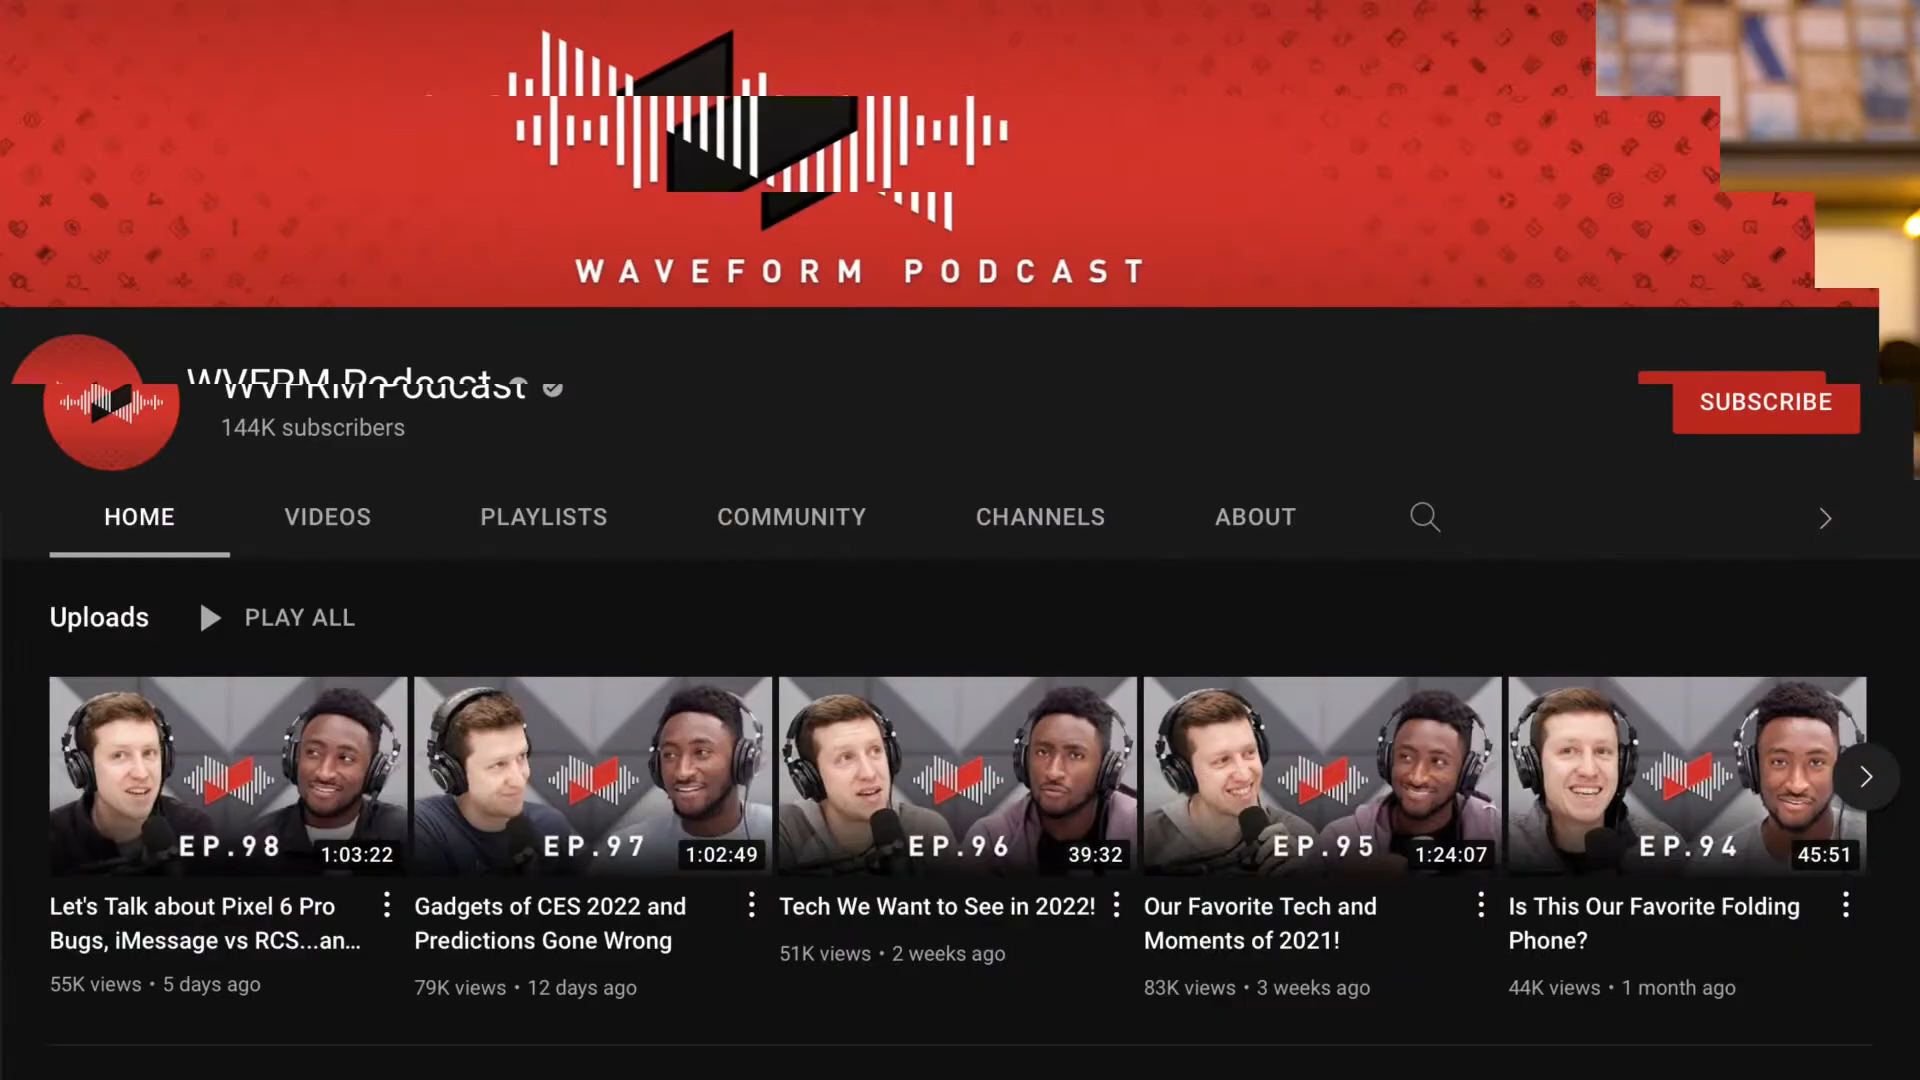 WAVEFORM PODCAST
WVFRM Podcast
144K subscribers
SUBSCRIBE
HOME VIDEOS PLAYLISTS COMMUNITY CHANNELS ABOUT
Uploads PLAY ALL
EP.98 1:03:22
EP.97 1:02:49
EP.96 39:32
EP.95 1:24:07
EP.94 45:51
Let's Talk about Pixel 6 Pro
Bugs, iMessage vs RCS...an...
55K views • 5 days ago
Gadgets of CES 2022 and
Predictions Gone Wrong
79K views • 12 days ago
Tech We Want to See in 2022!
51K views • 2 weeks ago
Our Favorite Tech and
Moments of 2021!
83K views • 3 weeks ago
Is This Our Favorite Folding
Phone?
44K views • 1 month ago